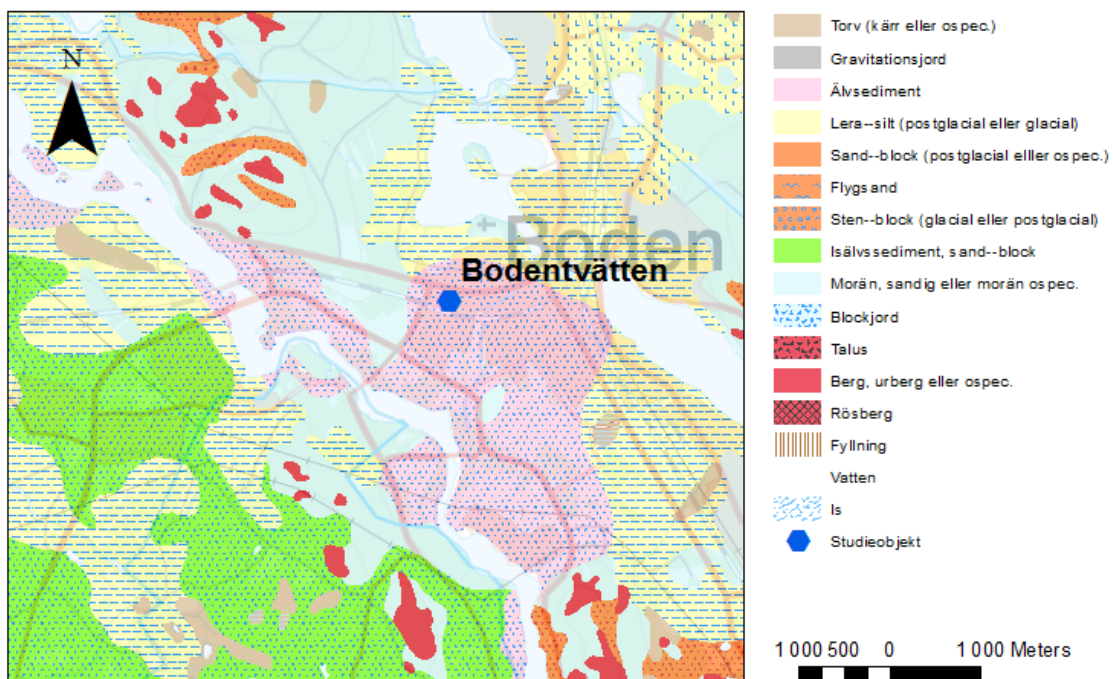 N
Boden
Bodentvätten
Torv (kärr eller ospec.)
Gravitationsjord
Älvsediment
Lera--silt (postglacial eller glacial)
Sand--block (postglacial elller ospec.)
Flygsand
Sten--block (glacial eller postglacial)
Isälvssediment, sand--block
Morän, sandig eller morän ospec.
Blockjord
Talus
Berg, urberg eller ospec.
Rösberg
Fyllning
Vatten
Is
Studieobjekt
1 000 500 0 1 000 Meters